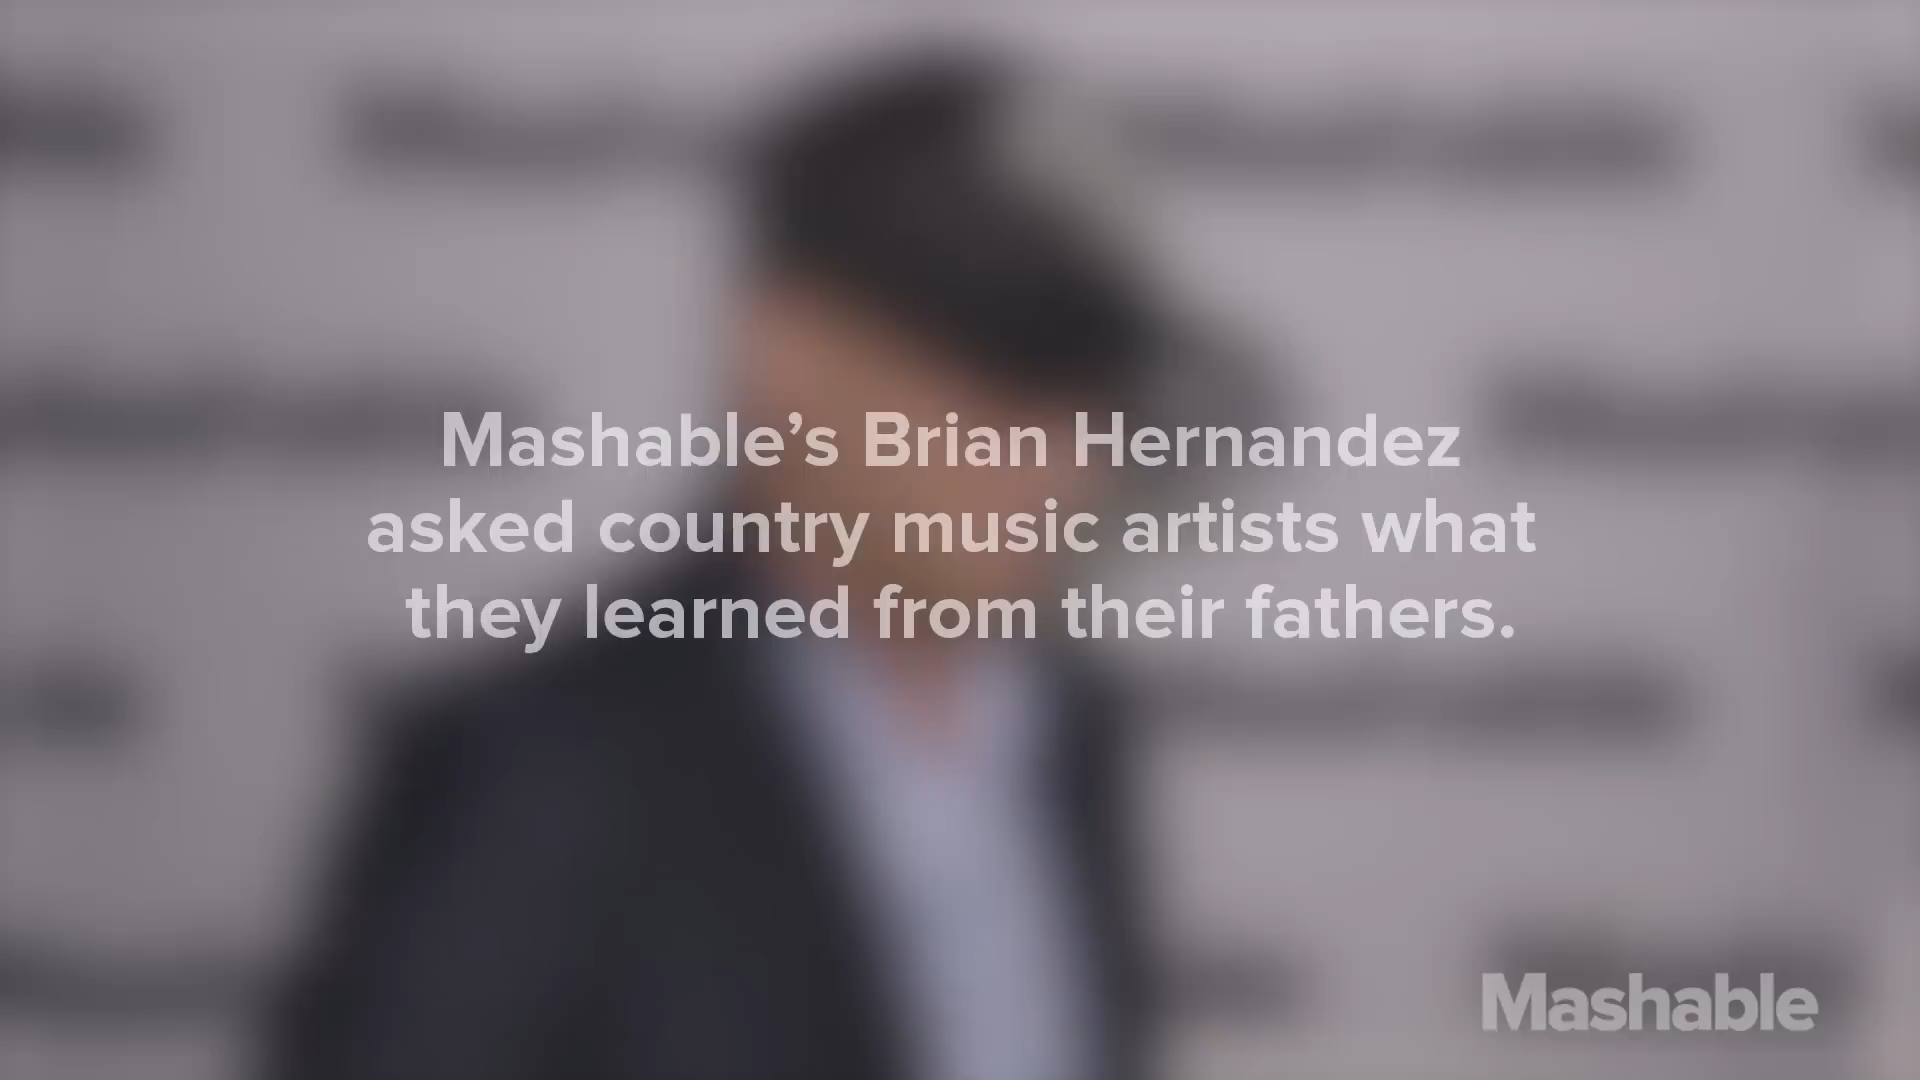 Mashable’s Brian Hernandez
asked country music artists what
they learned from their fathers.
Mashable